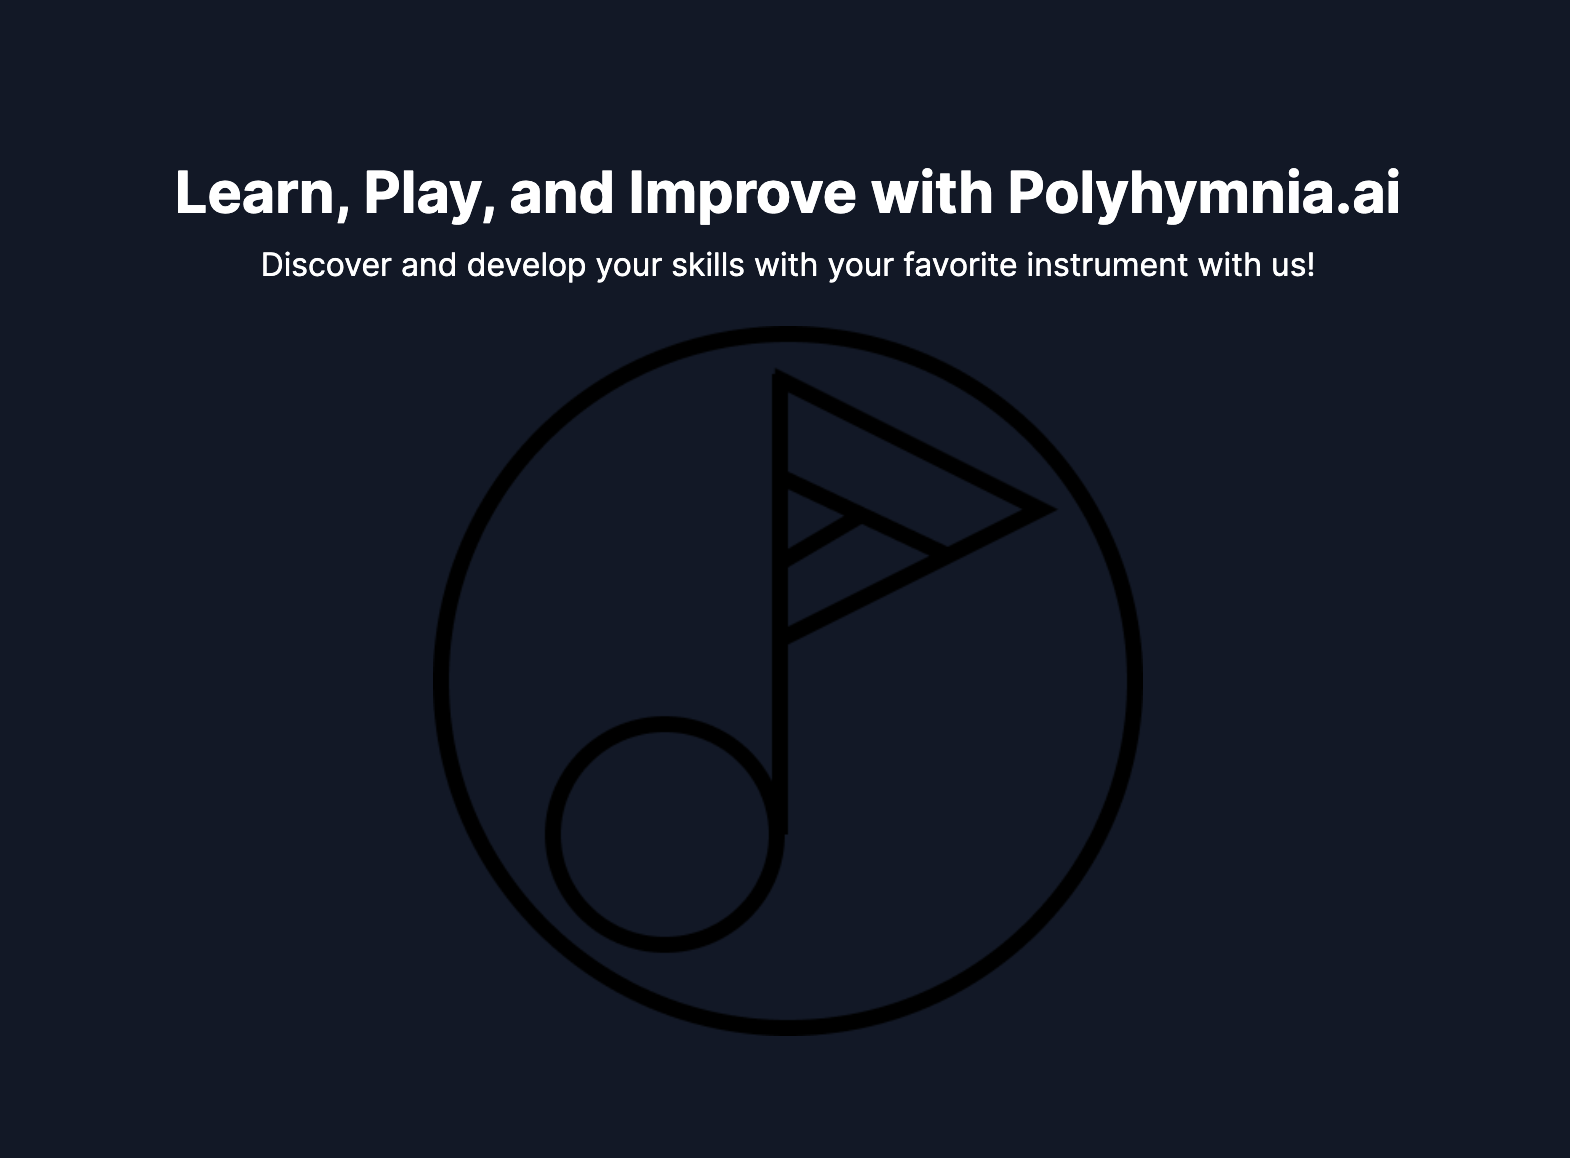 Learn, Play, and Improve with Polyhymnia.ai
Discover and develop your skills with your favorite instrument with us!